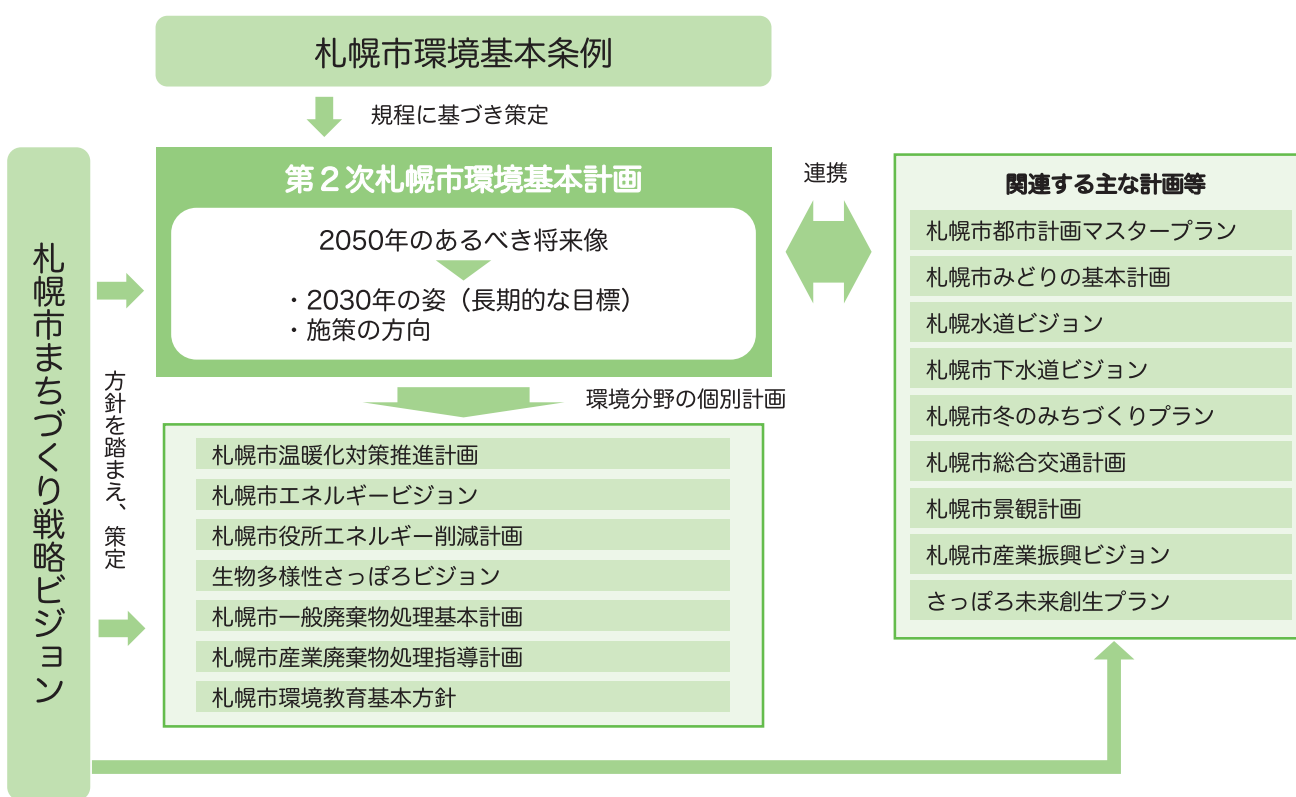 札幌市環境基本条例
規程に基づき策定
札幌市まちづくり戦略ビジョン
方針を踏まえ、策定
第２次札幌市環境基本計画
2050年のあるべき将来像
・2030年の姿（長期的な目標）
・施策の方向
連携
環境分野の個別計画
札幌市温暖化対策推進計画
札幌市エネルギービジョン
札幌市役所エネルギー削減計画
生物多様性さっぽろビジョン
札幌市一般廃棄物処理基本計画
札幌市産業廃棄物処理指導計画
札幌市環境教育基本方針
関連する主な計画等
札幌市都市計画マスタープラン
札幌市みどりの基本計画
札幌水道ビジョン
札幌市下水道ビジョン
札幌市冬のみちづくりプラン
札幌市総合交通計画
札幌市景観計画
札幌市産業振興ビジョン
さっぽろ未来創生プラン